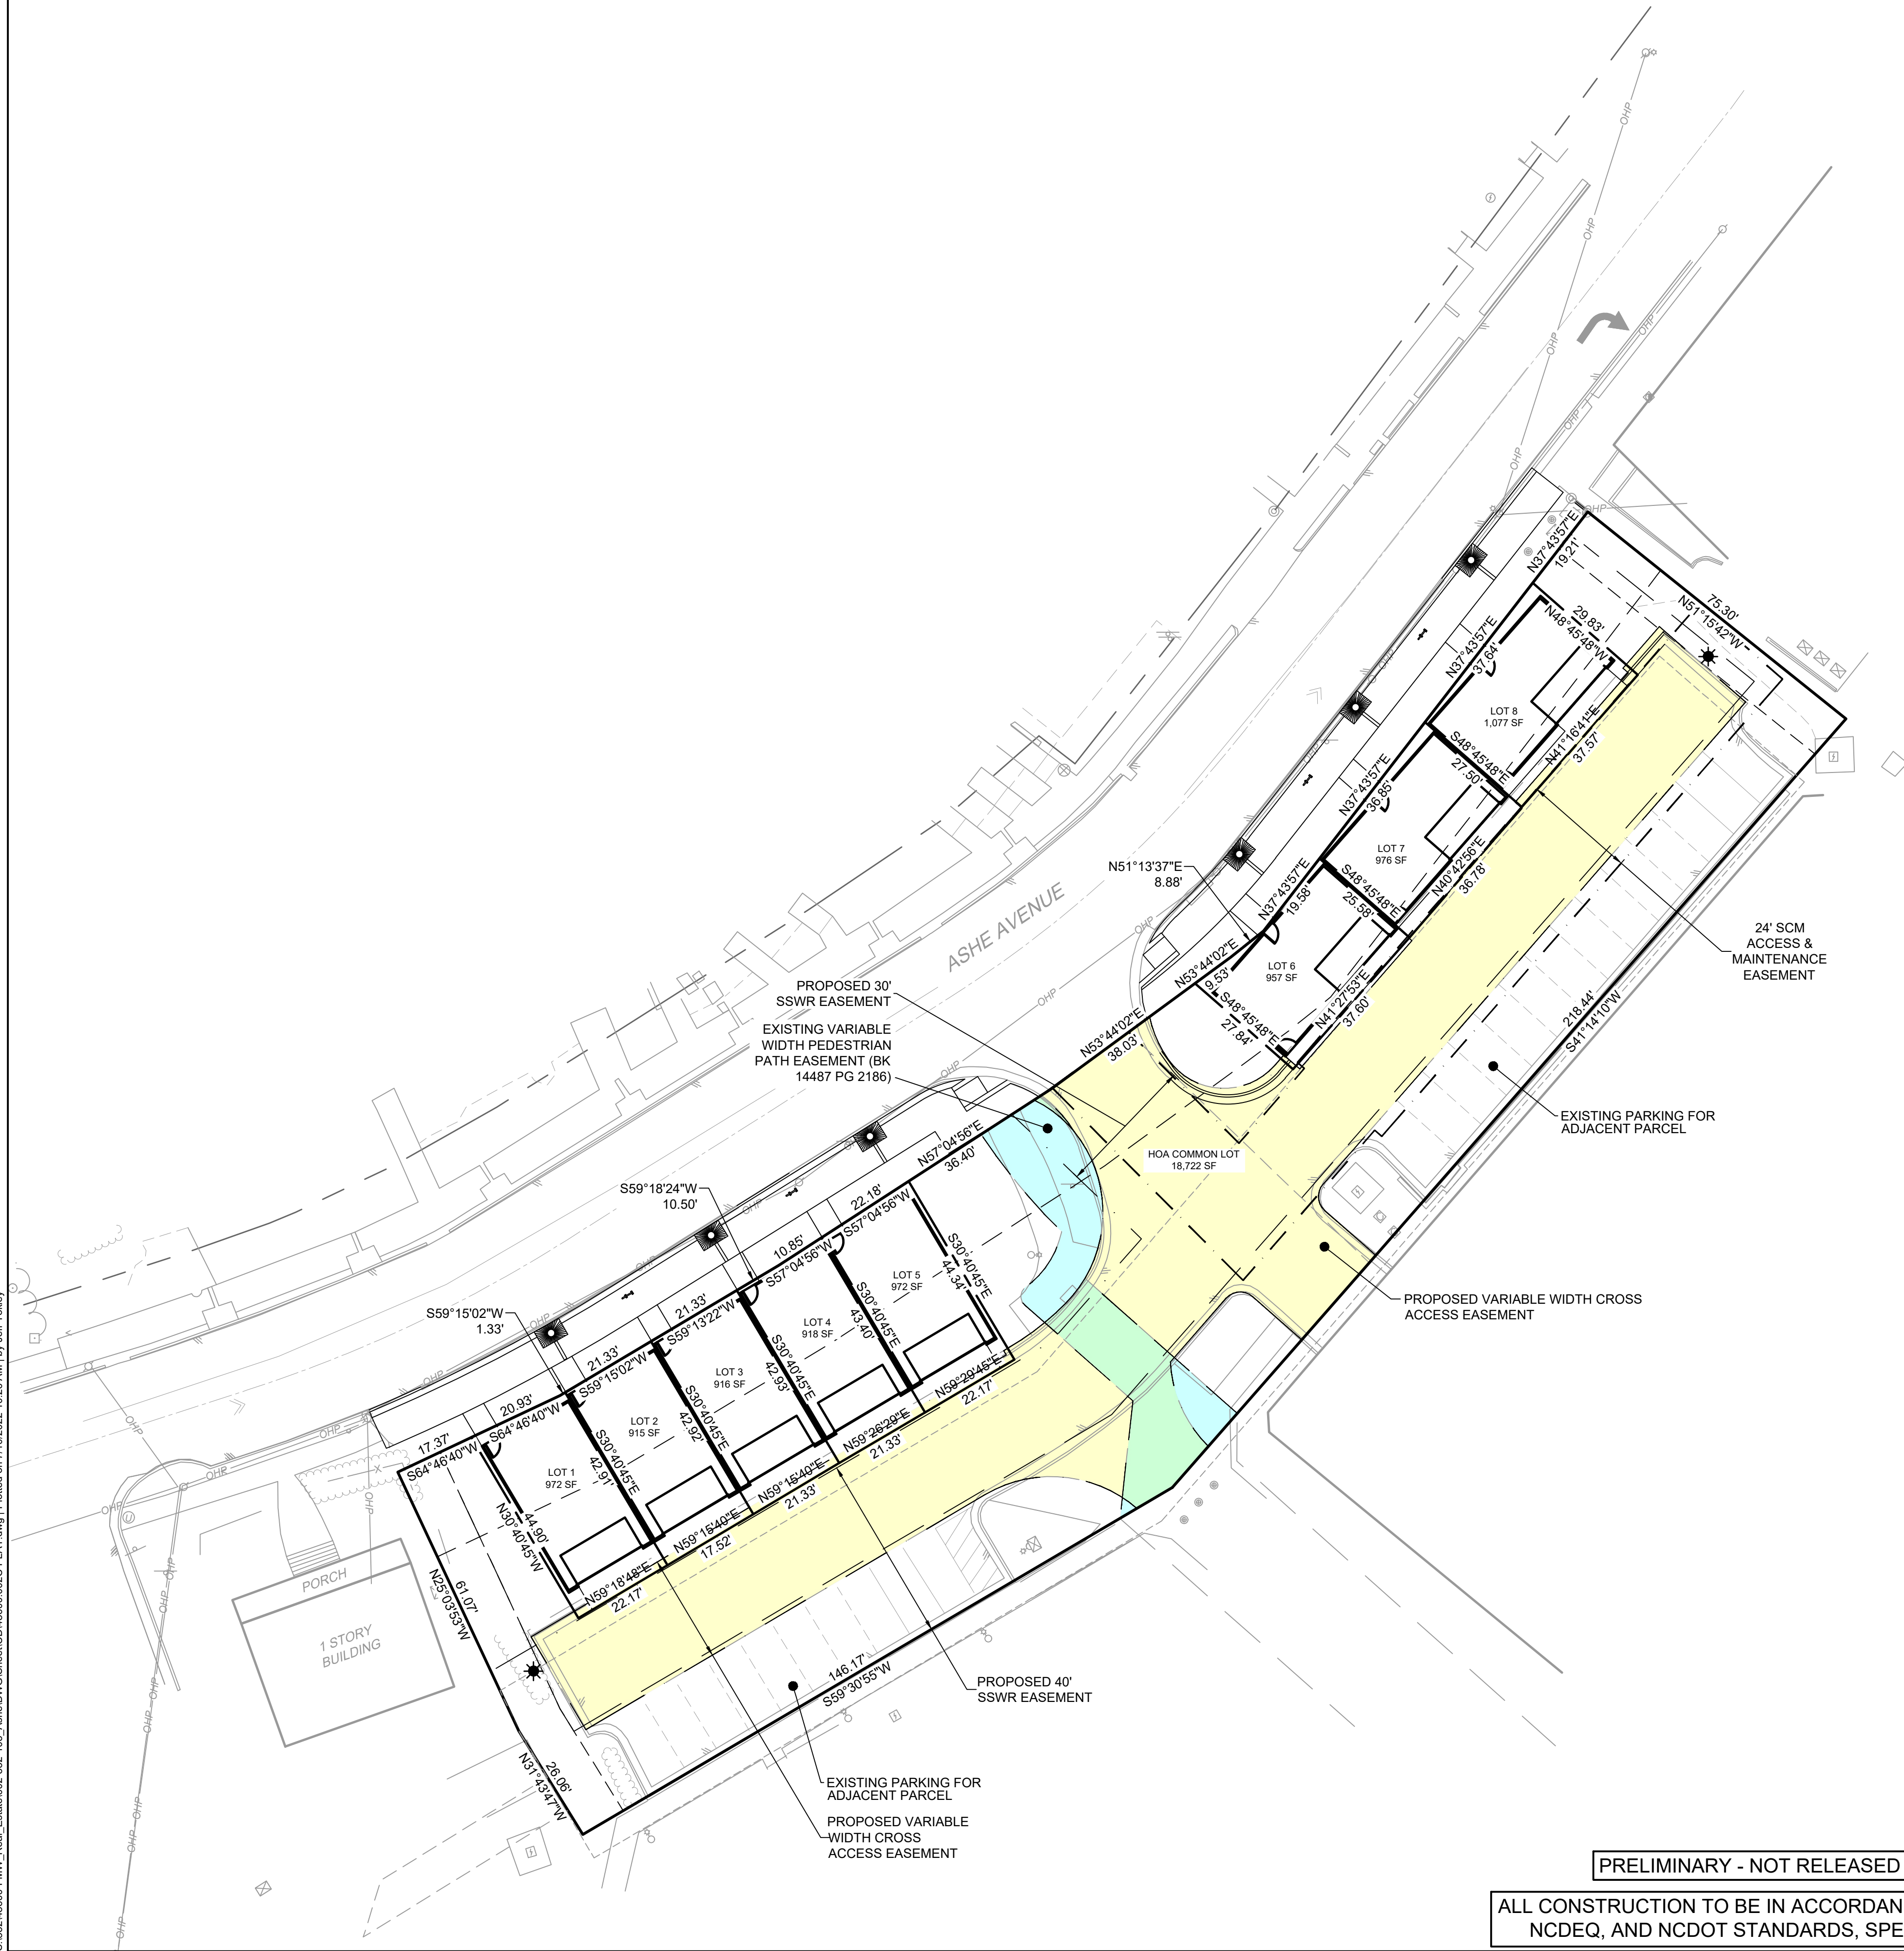 OHP
OHP
OHP
OHP
OHP
OHP
OHP
OHP
N37°43'57"E
19.21'
75.30'
N51°15'42"W
29.83'
N48°45'48"W
N37°43'57"E
37.64'
LOT 8
1,077 SF
N41°16'41"E
37.57'
S48°45'48"E
27.50'
N37°43'57"E
36.85'
LOT 7
976 SF
N40°42'56"E
36.78'
S48°45'48"E
25.58'
N51°13'37"E
8.88'
N37°43'57"E
19.58'
ASHE AVENUE
24' SCM
ACCESS &
MAINTENANCE
EASEMENT
N53°44'02"E
9.53'
LOT 6
957 SF
S48°45'48"E
27.84'
N41°27'53"E
37.60'
PROPOSED 30'
SSWR EASEMENT
EXISTING VARIABLE
WIDTH PEDESTRIAN
PATH EASEMENT (BK
14487 PG 2186)
N53°44'02"E
38.03'
218.44'
S41°14'10"W
EXISTING PARKING FOR
ADJACENT PARCEL
HOA COMMON LOT
18,722 SF
N57°04'56"E
36.40'
S59°18'24"W
10.50'
22.18'
S57°04'56"W
10.85'
S57°04'56"W
S30°40'45"E
44.34'
LOT 5
972 SF
PROPOSED VARIABLE WIDTH CROSS
ACCESS EASEMENT
S59°15'02"W
1.33'
21.33'
S59°13'22"W
S30°40'45"E
43.40'
LOT 4
918 SF
21.33'
S59°15'02"W
S30°40'45"E
42.93'
LOT 3
916 SF
N59°29'45"E
22.17'
20.93'
S64°46'40"W
S30°40'45"E
42.92'
LOT 2
915 SF
N59°26'29"E
21.33'
17.37'
S64°46'40"W
S30°40'45"E
42.91'
LOT 1
972 SF
N59°15'40"E
21.33'
44.90'
N30°40'45"W
N59°15'40"E
17.52'
N59°18'48"E
22.17'
61.07'
N25°03'53"W
PORCH
1 STORY
BUILDING
146.17'
S59°30'55"W
PROPOSED 40'
SSWR EASEMENT
26.06'
N31°43'47"W
EXISTING PARKING FOR
ADJACENT PARCEL
PROPOSED VARIABLE
WIDTH CROSS
ACCESS EASEMENT
PRELIMINARY - NOT RELEASED
ALL CONSTRUCTION TO BE IN ACCORDAN
NCDEQ, AND NCDOT STANDARDS, SPE